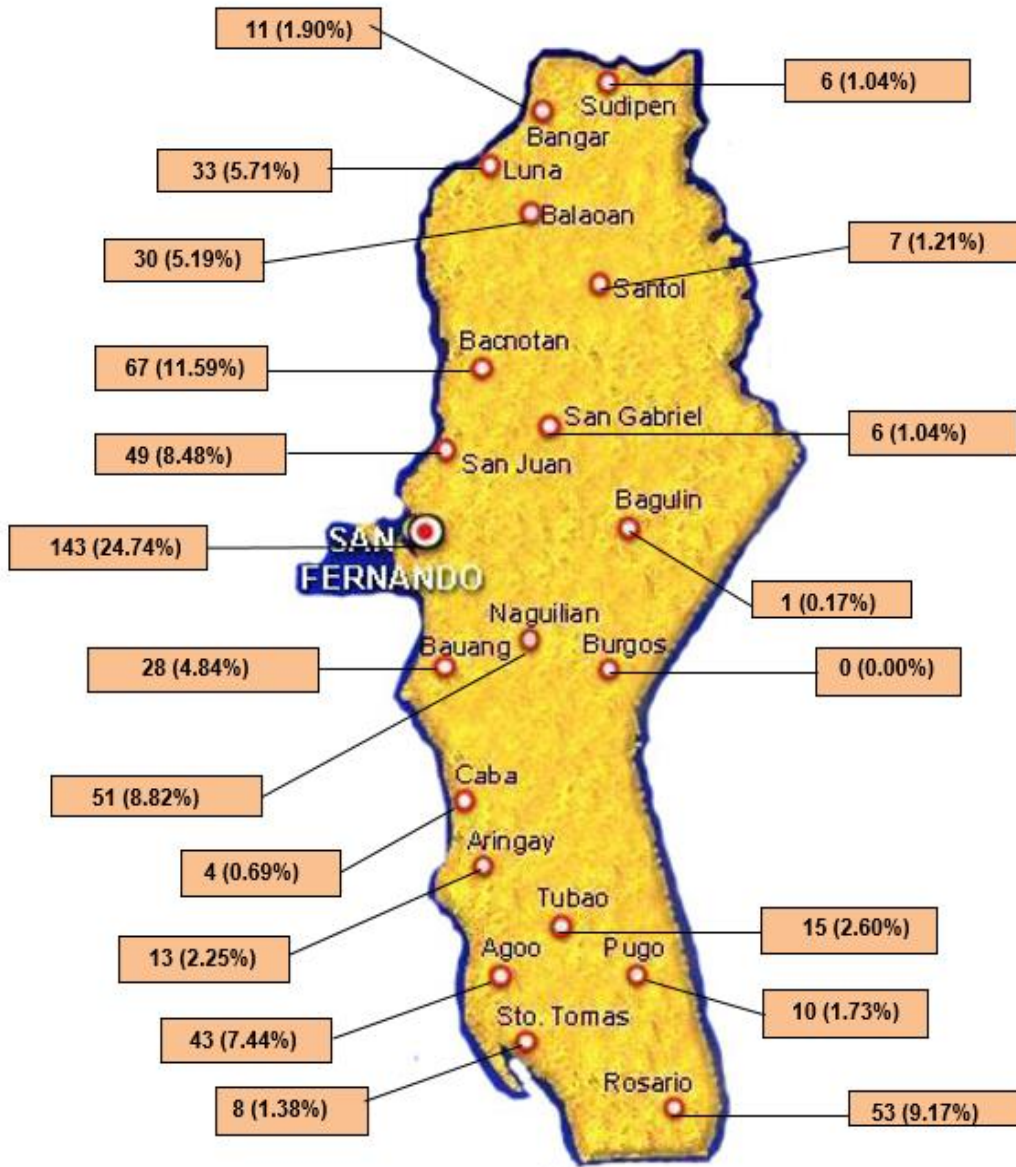 11 (1.90%)
6 (1.04%)
Sudipen
Bangar
33 (5.71%)
Luna
Balaoan
30 (5.19%)
7 (1.21%)
Santol
Bacnotan
67 (11.59%)
San Gabriel
6 (1.04%)
49 (8.48%)
San Juan
Bagulin
SAN
FERNANDO
143 (24.74%)
1 (0.17%)
Naguilian
Bauang
Burgos
28 (4.84%)
0 (0.00%)
51 (8.82%)
Caba
Aringay
4 (0.69%)
Tubao
15 (2.60%)
13 (2.25%)
Agoo
Pugo
10 (1.73%)
43 (7.44%)
Sto. Tomas
8 (1.38%)
Rosario
53 (9.17%)